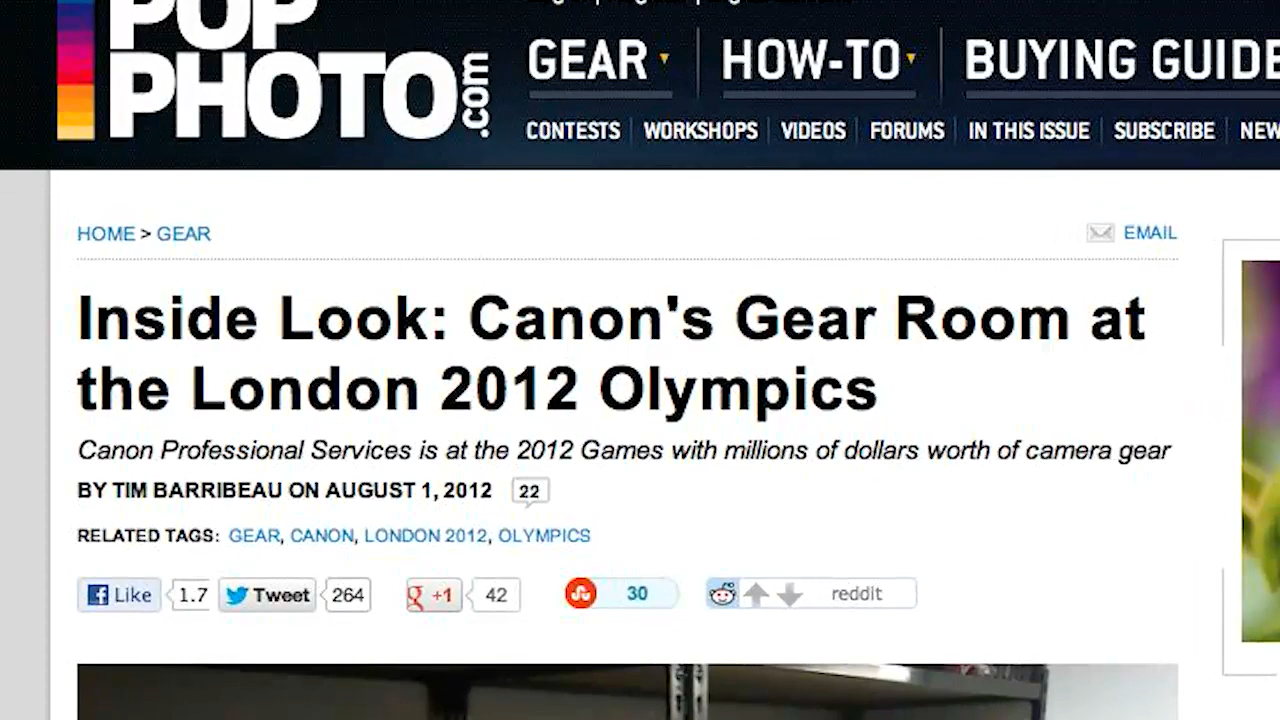 POP
PHOTO.com
GEAR HOW-TO BUYING GUIDE
CONTESTS WORKSHOPS VIDEOS FORUMS IN THIS ISSUE SUBSCRIBE
HOME > GEAR
EMAIL
Inside Look: Canon's Gear Room at
the London 2012 Olympics
Canon Professional Services is at the 2012 Games with millions of dollars worth of camera gear
BY TIM BARRIBEAU ON AUGUST 1, 2012 22
RELATED TAGS: GEAR, CANON, LONDON 2012, OLYMPICS
Like 1.7 Tweet 264 +1 42 30 reddit